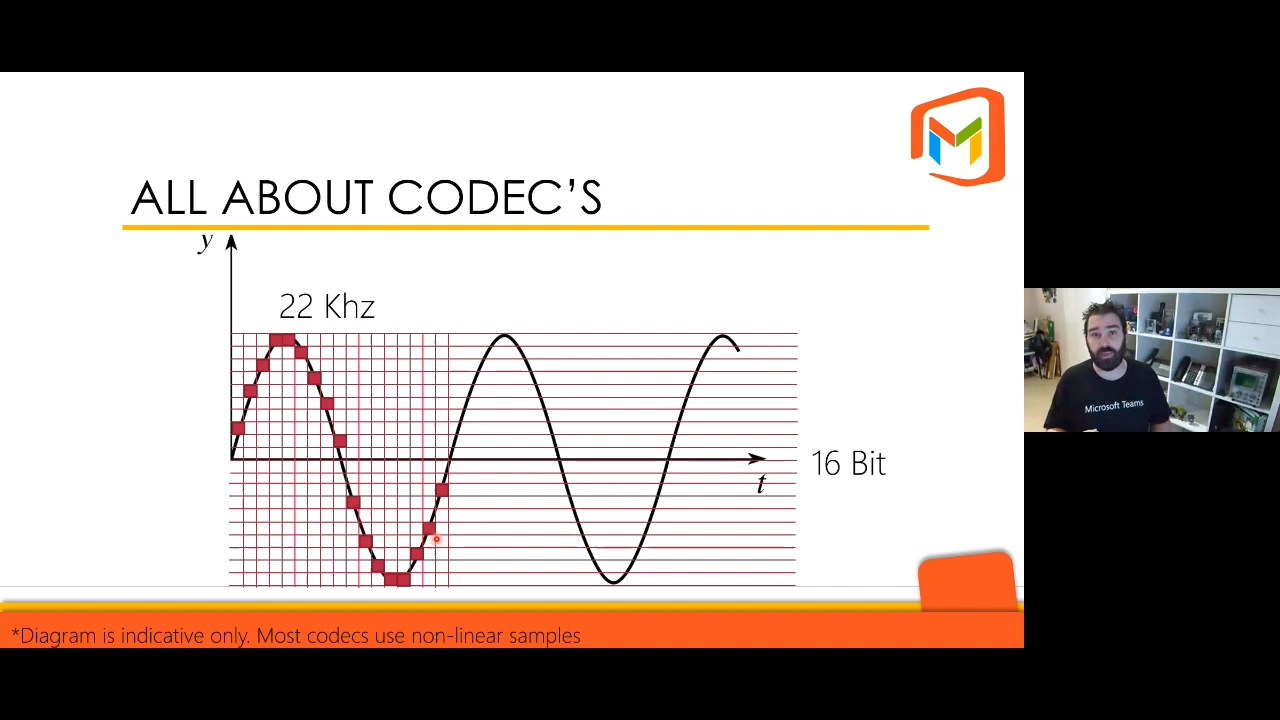 ALL ABOUT CODEC’S
y
22 Khz
16 Bit
t
Microsoft Teams
*Diagram is indicative only. Most codecs use non-linear samples